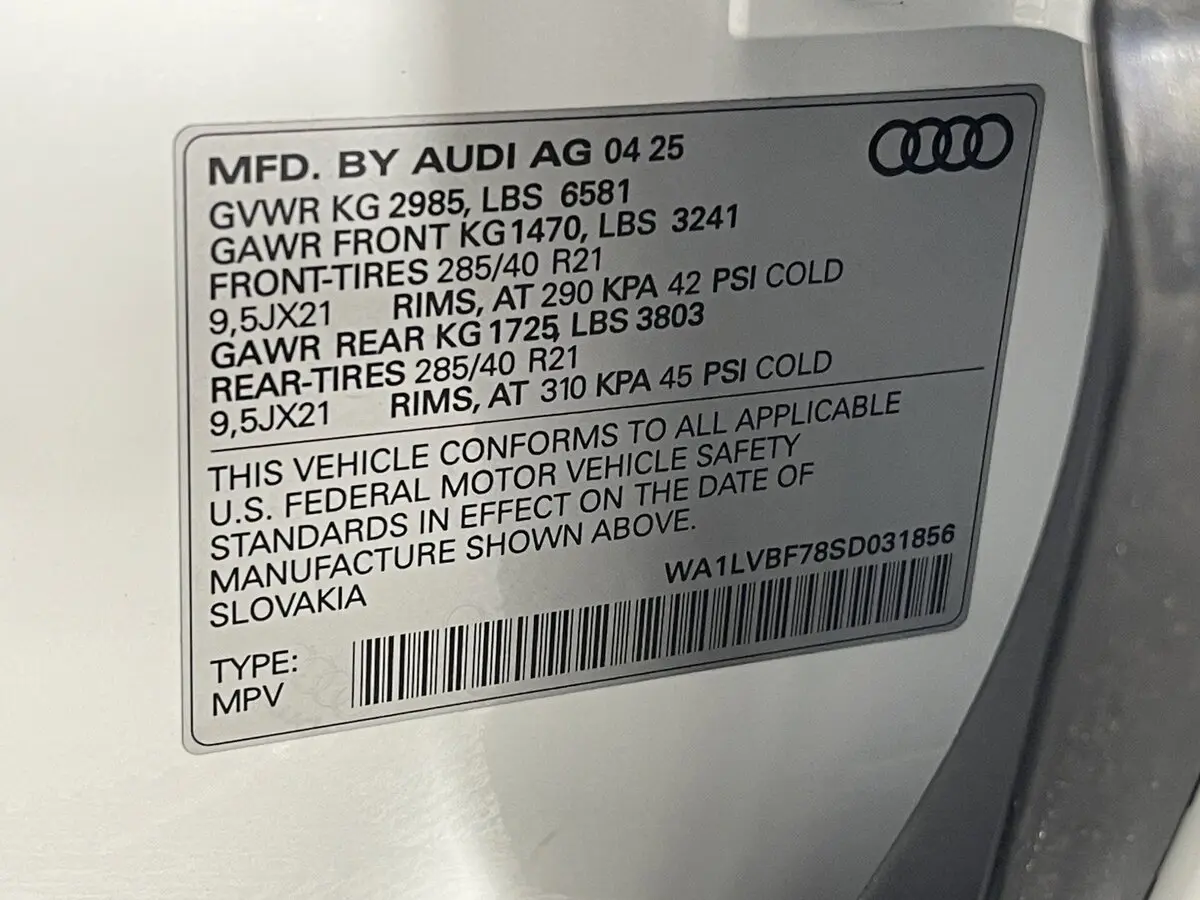 MFD. BY AUDI AG 04 25
GVWR KG 2985, LBS 6581
GAWR FRONT KG 1470, LBS 3241
FRONT-TIRES 285/40 R21
9,5JX21 RIMS, AT 290 KPA 42 PSI COLD
GAWR REAR KG 1725, LBS 3803
REAR-TIRES 285/40 R21
9,5JX21 RIMS, AT 310 KPA 45 PSI COLD
THIS VEHICLE CONFORMS TO ALL APPLICABLE
U.S. FEDERAL MOTOR VEHICLE SAFETY
STANDARDS IN EFFECT ON THE DATE OF
MANUFACTURE SHOWN ABOVE.
SLOVAKIA
WA1LVBF78SD031856
TYPE:
MPV